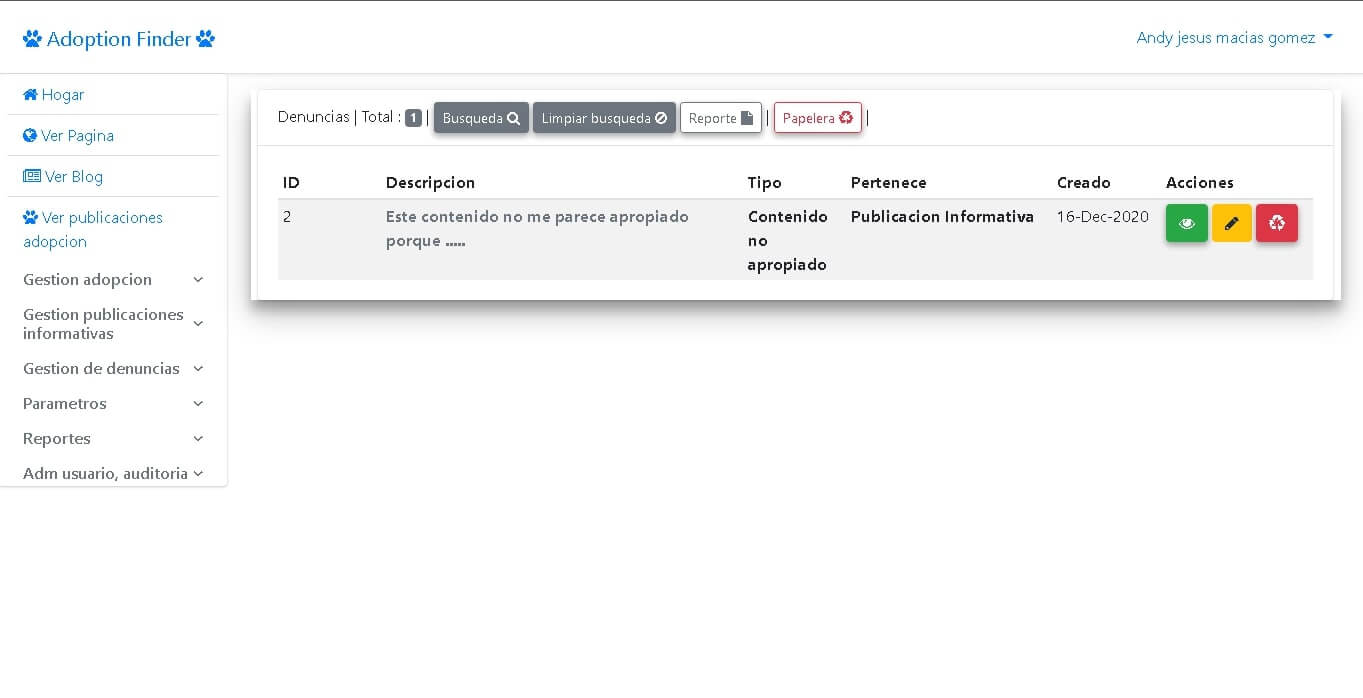 Adoption Finder
Andy jesus macias gomez
Hogar
Ver Pagina
Ver Blog
Ver publicaciones
adopcion
Gestion adopcion
Gestion publicaciones
informativas
Gestion de denuncias
Parametros
Reportes
Adm usuario, auditoria
Denuncias | Total : 1 | Busqueda Limpiar busqueda Reporte | Papelera |
ID Descripcion Tipo Pertenece Creado Acciones
2 Este contenido no me parece apropiado Contenido Publicacion Informativa 16-Dec-2020
porque ..... no
apropiado